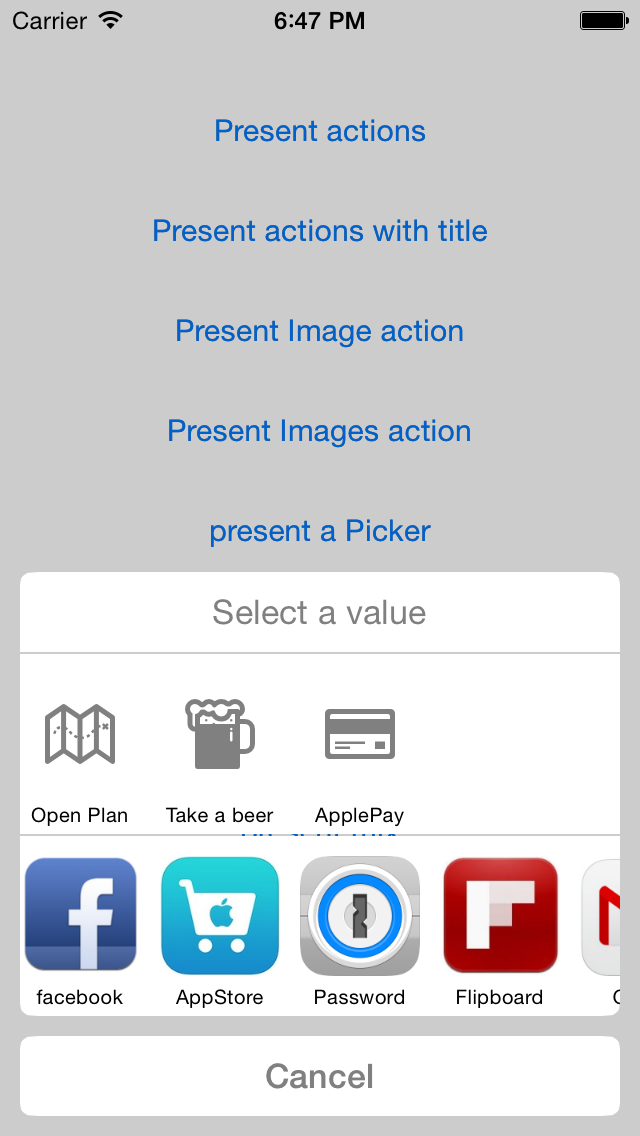 Carrier 6:47 PM
Present actions
Present actions with title
Present Image action
Present Images action
present a Picker
Select a value
Open Plan Take a beer ApplePay
facebook AppStore Password Flipboard
Cancel